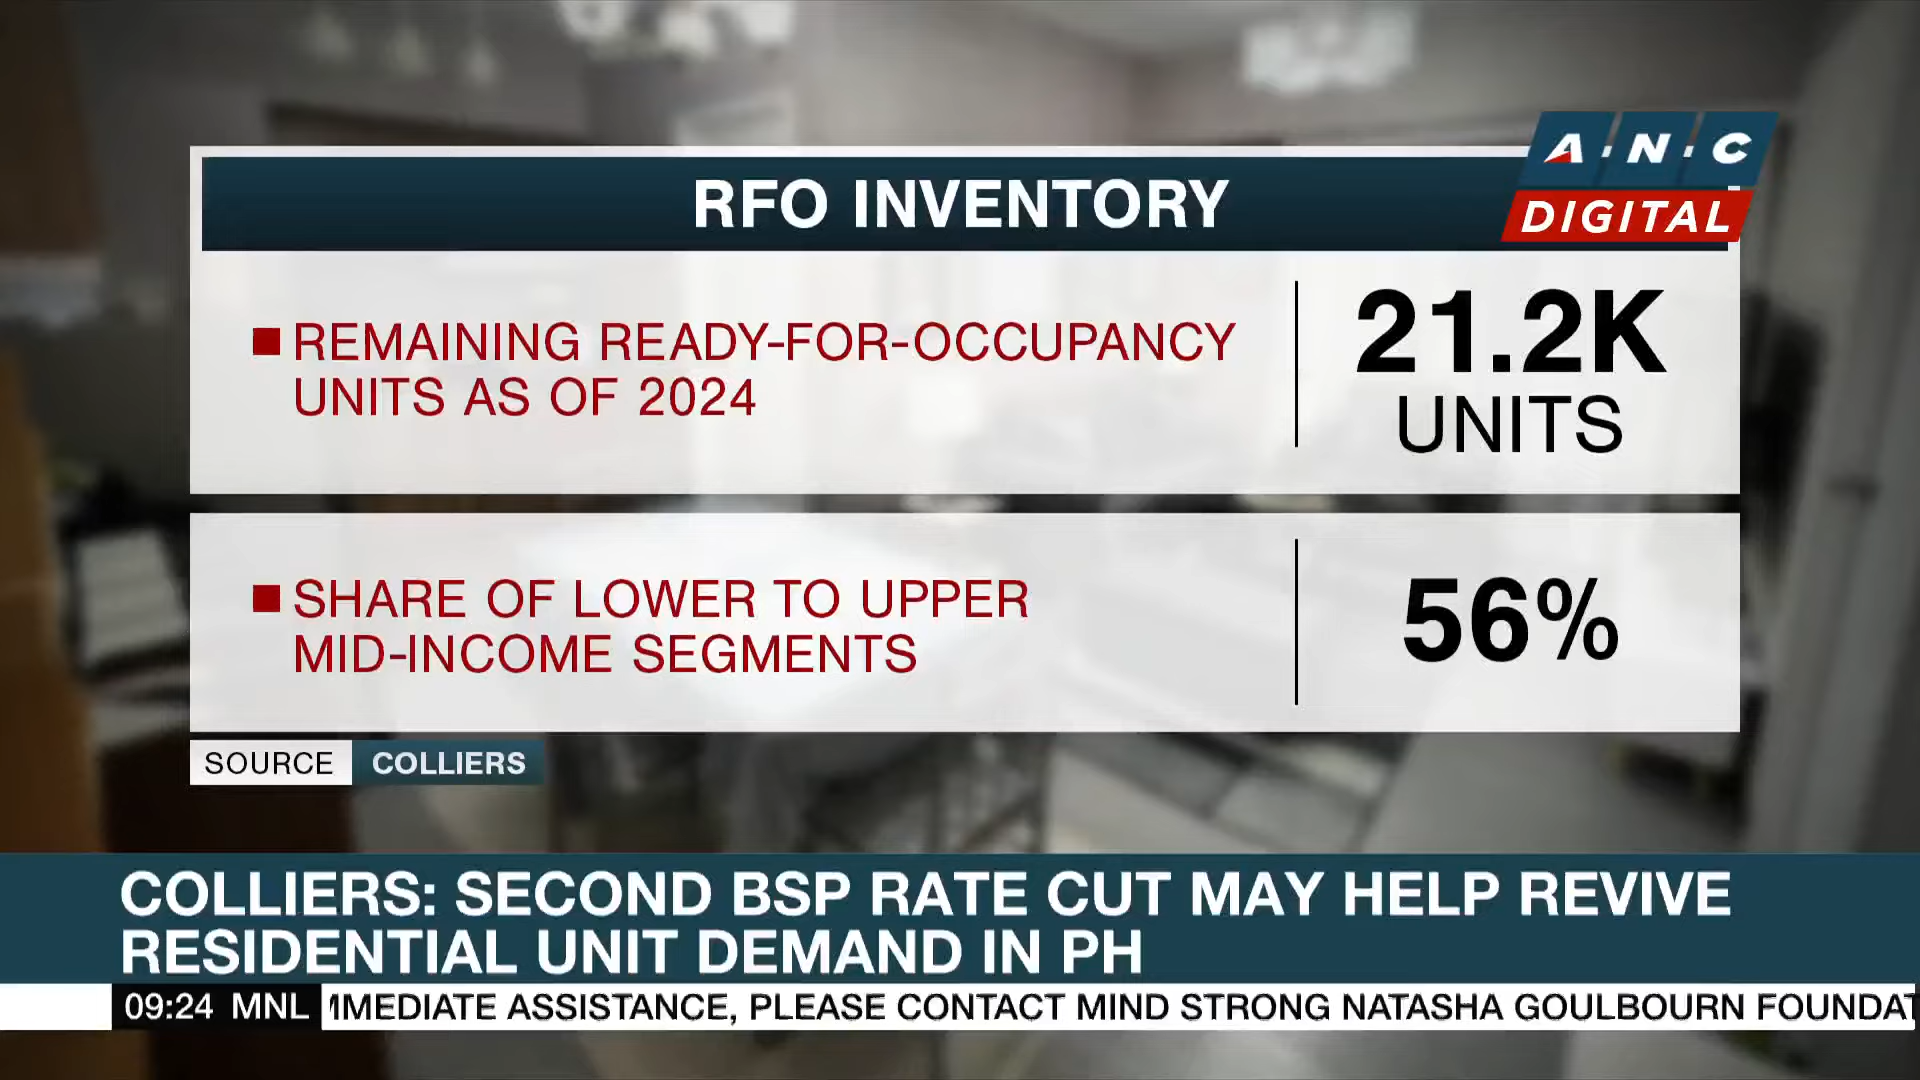 A·N·C
DIGITAL
RFO INVENTORY
REMAINING READY-FOR-OCCUPANCY
UNITS AS OF 2024
21.2K
UNITS
SHARE OF LOWER TO UPPER
MID-INCOME SEGMENTS
56%
SOURCE COLLIERS
COLLIERS: SECOND BSP RATE CUT MAY HELP REVIVE
RESIDENTIAL UNIT DEMAND IN PH
09:24 MNL MMEDIATE ASSISTANCE, PLEASE CONTACT MIND STRONG NATASHA GOULBOURN FOUNDAT